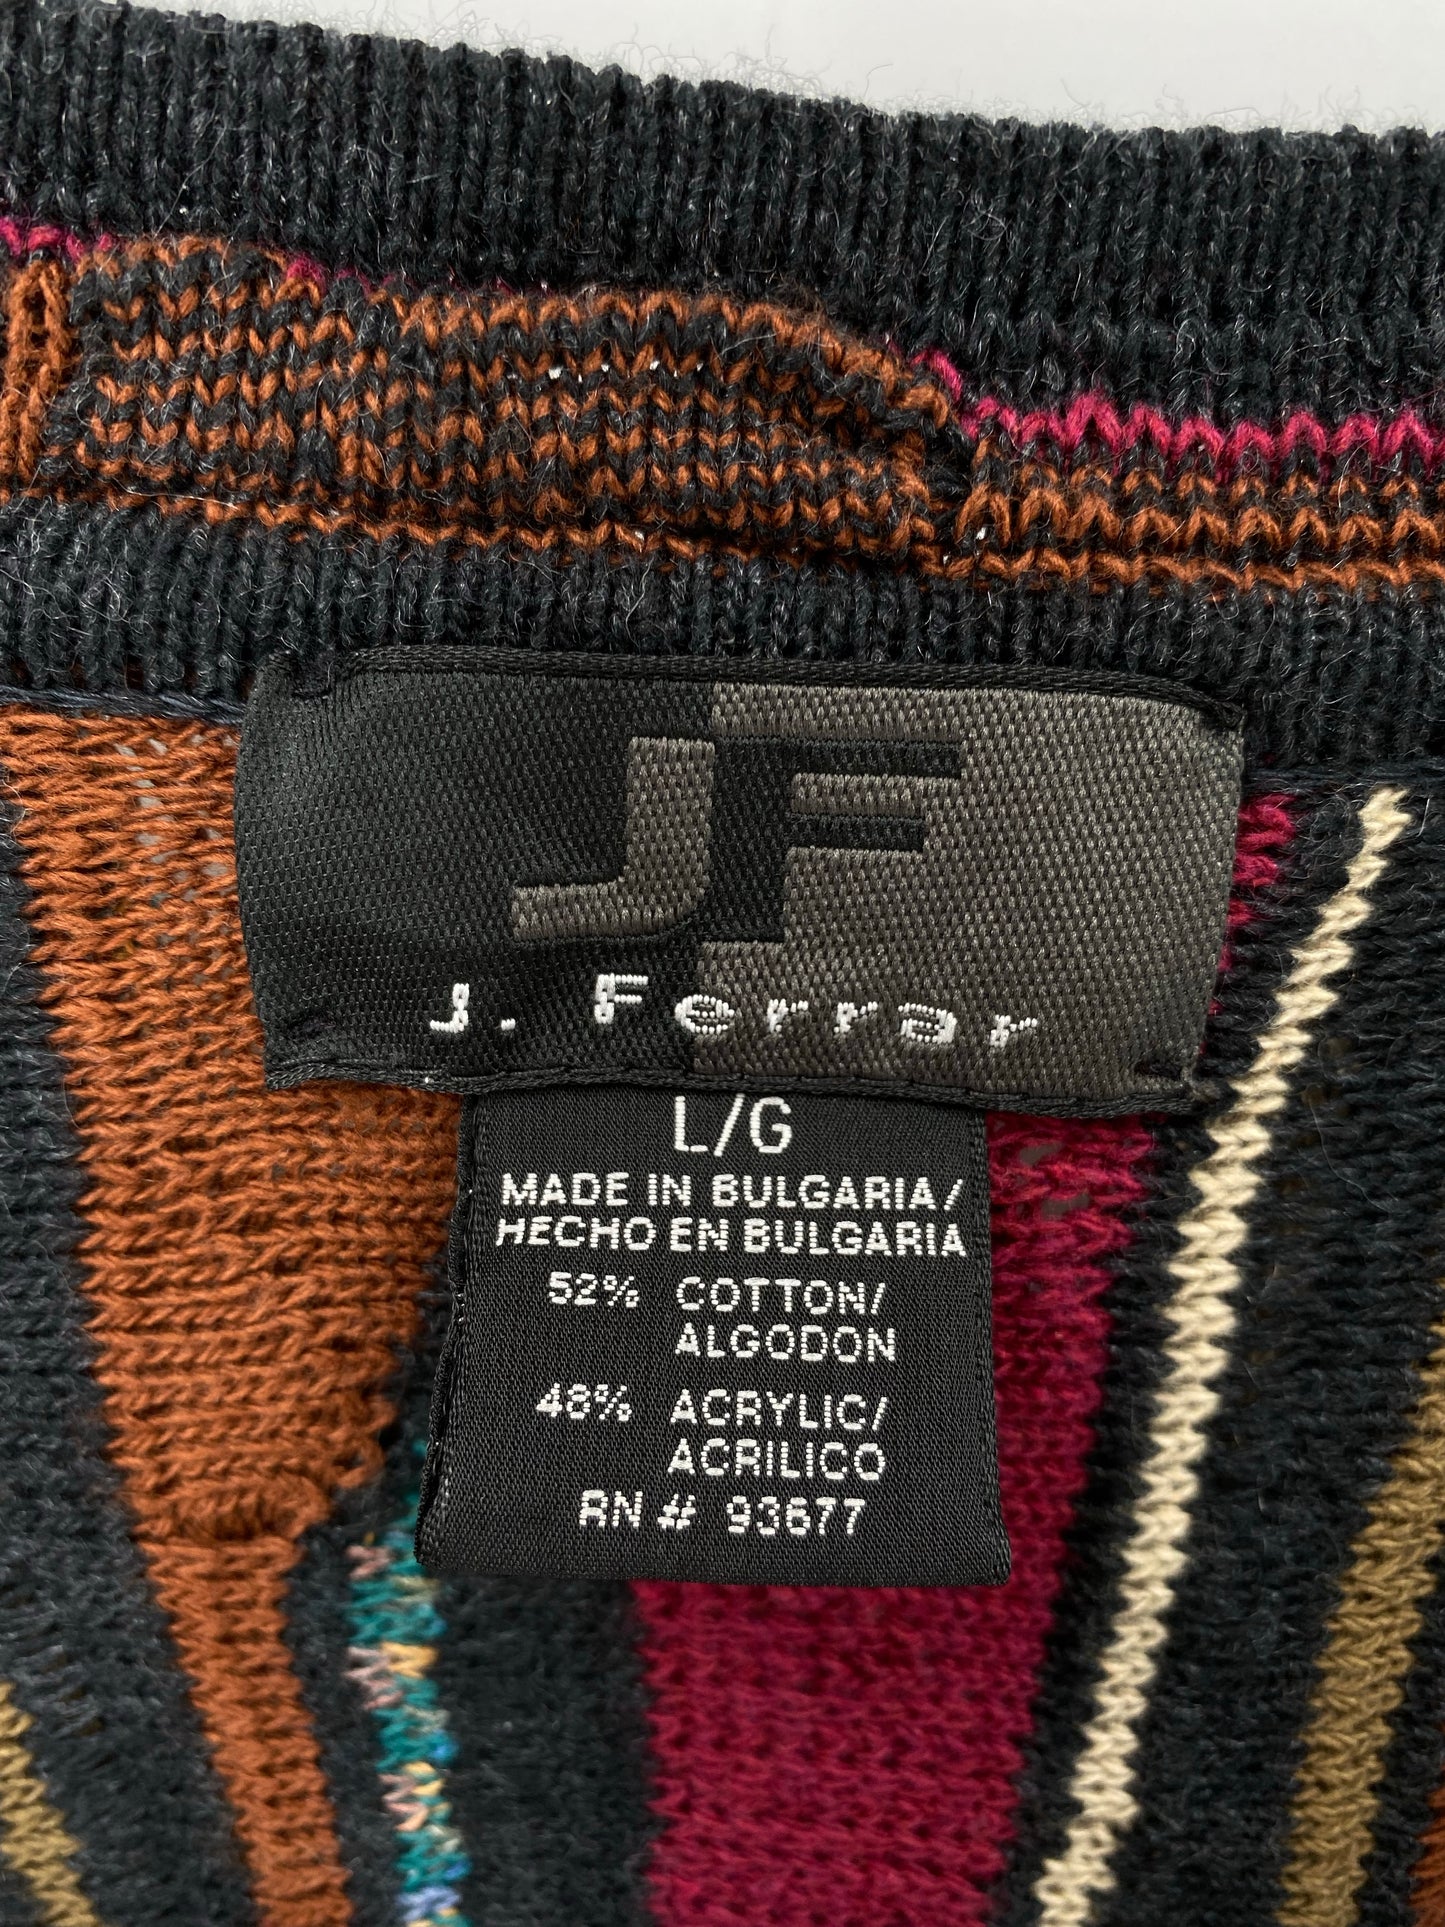 JF
J. Ferrar
L/G
MADE IN BULGARIA/
HECHO EN BULGARIA
52% COTTON/
ALGODON
48% ACRYLIC/
ACRILICO
RN # 93677